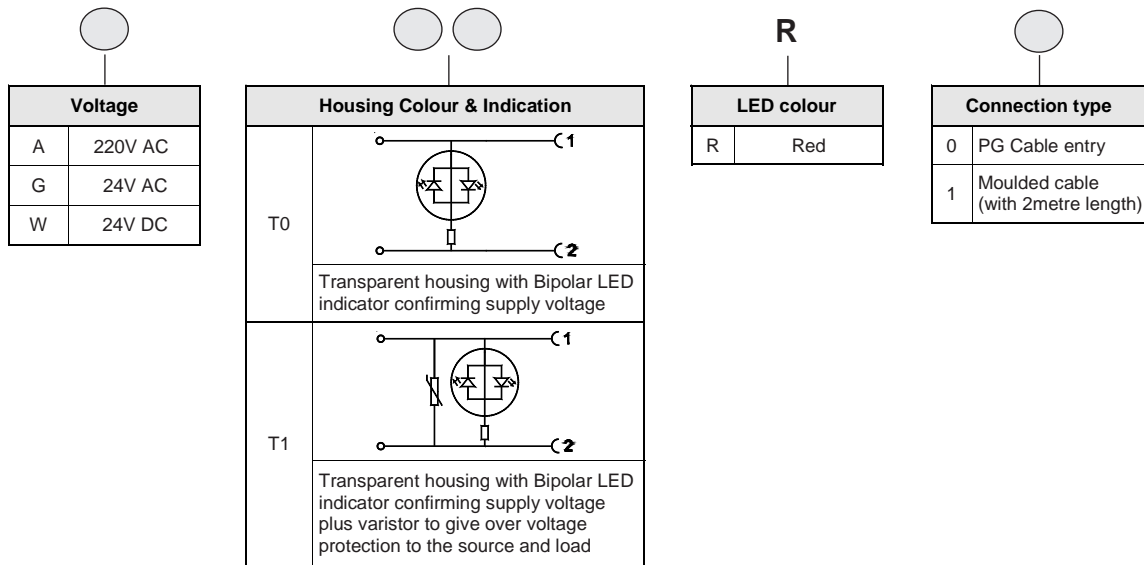 R
Voltage
A 220V AC
G 24V AC
W 24V DC
Housing Colour & Indication
1
T0
2
Transparent housing with Bipolar LED
indicator confirming supply voltage
1
T1
2
Transparent housing with Bipolar LED
indicator confirming supply voltage
plus varistor to give over voltage
protection to the source and load
LED colour
R Red
Connection type
0 PG Cable entry
1 Moulded cable
(with 2metre length)